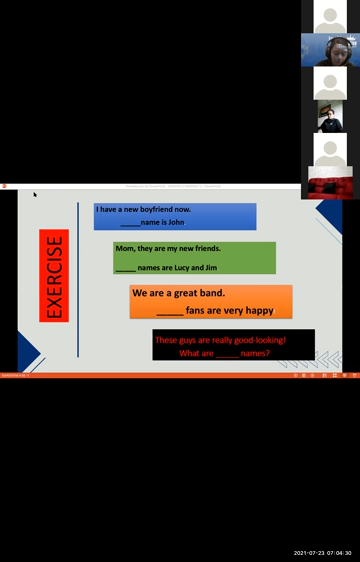 EXERCISE
I have a new boyfriend now.
_____name is John
Mom, they are my new friends.
_____ names are Lucy and Jim
We are a great band.
_____ fans are very happy
These guys are really good-looking!
What are _____ names?
2021-07-23 07:04:30